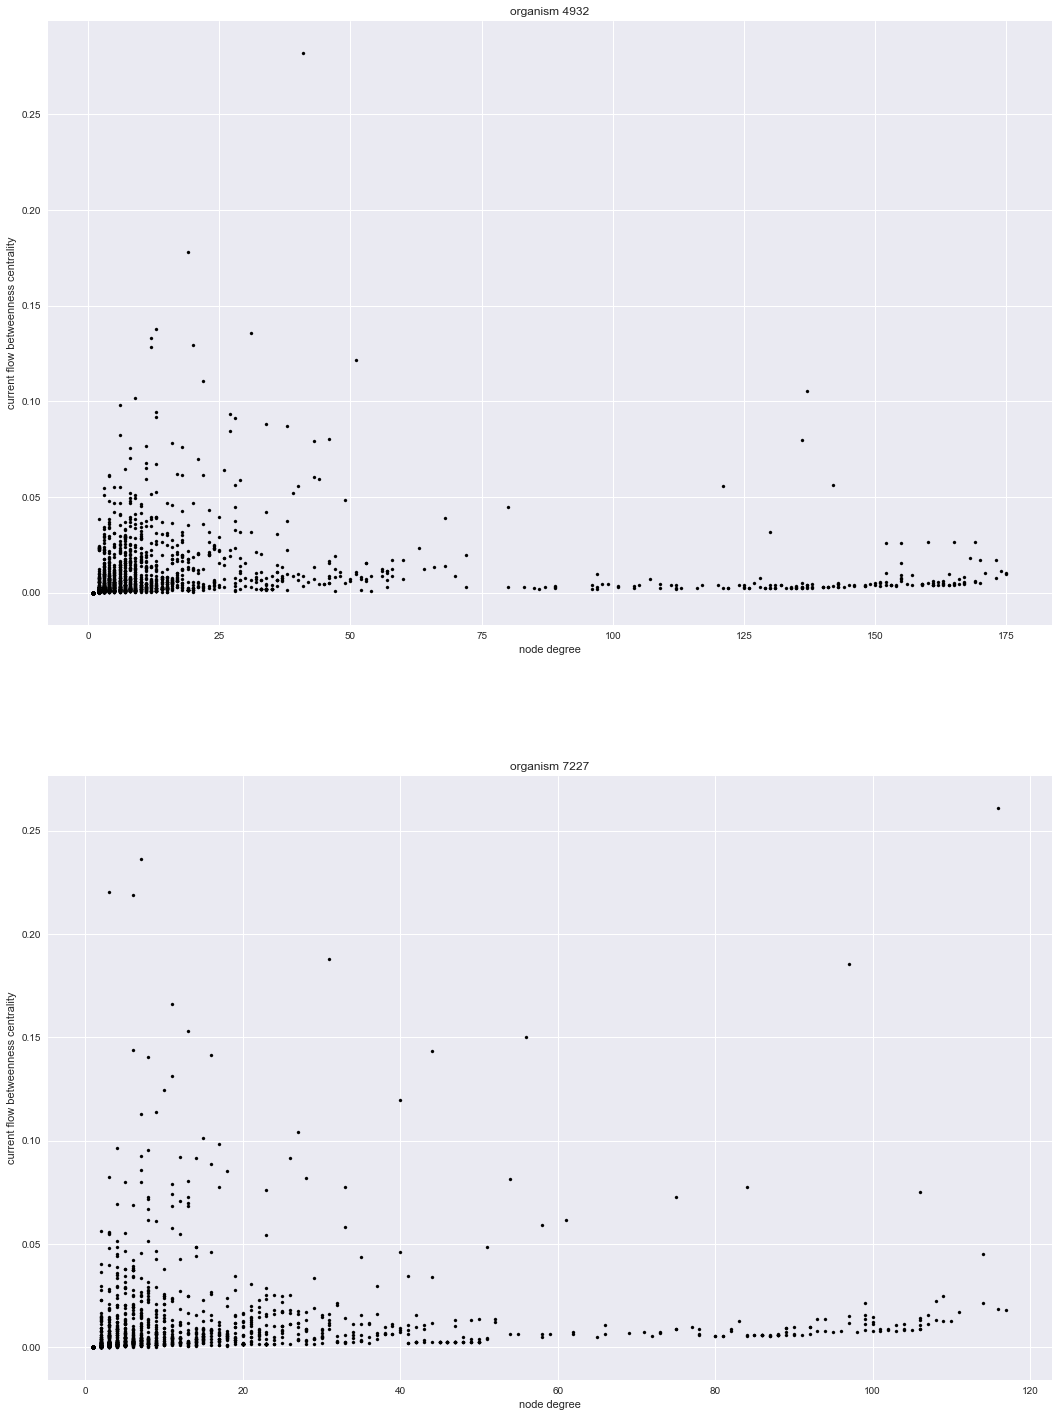 organism 4932
0.25
0.20
0.15
0.10
0.05
0.00
current flow betweenness centrality
0 25 50 75 100 125 150 175
node degree
organism 7227
0.25
0.20
0.15
0.10
0.05
0.00
current flow betweenness centrality
0 20 40 60 80 100 120
node degree